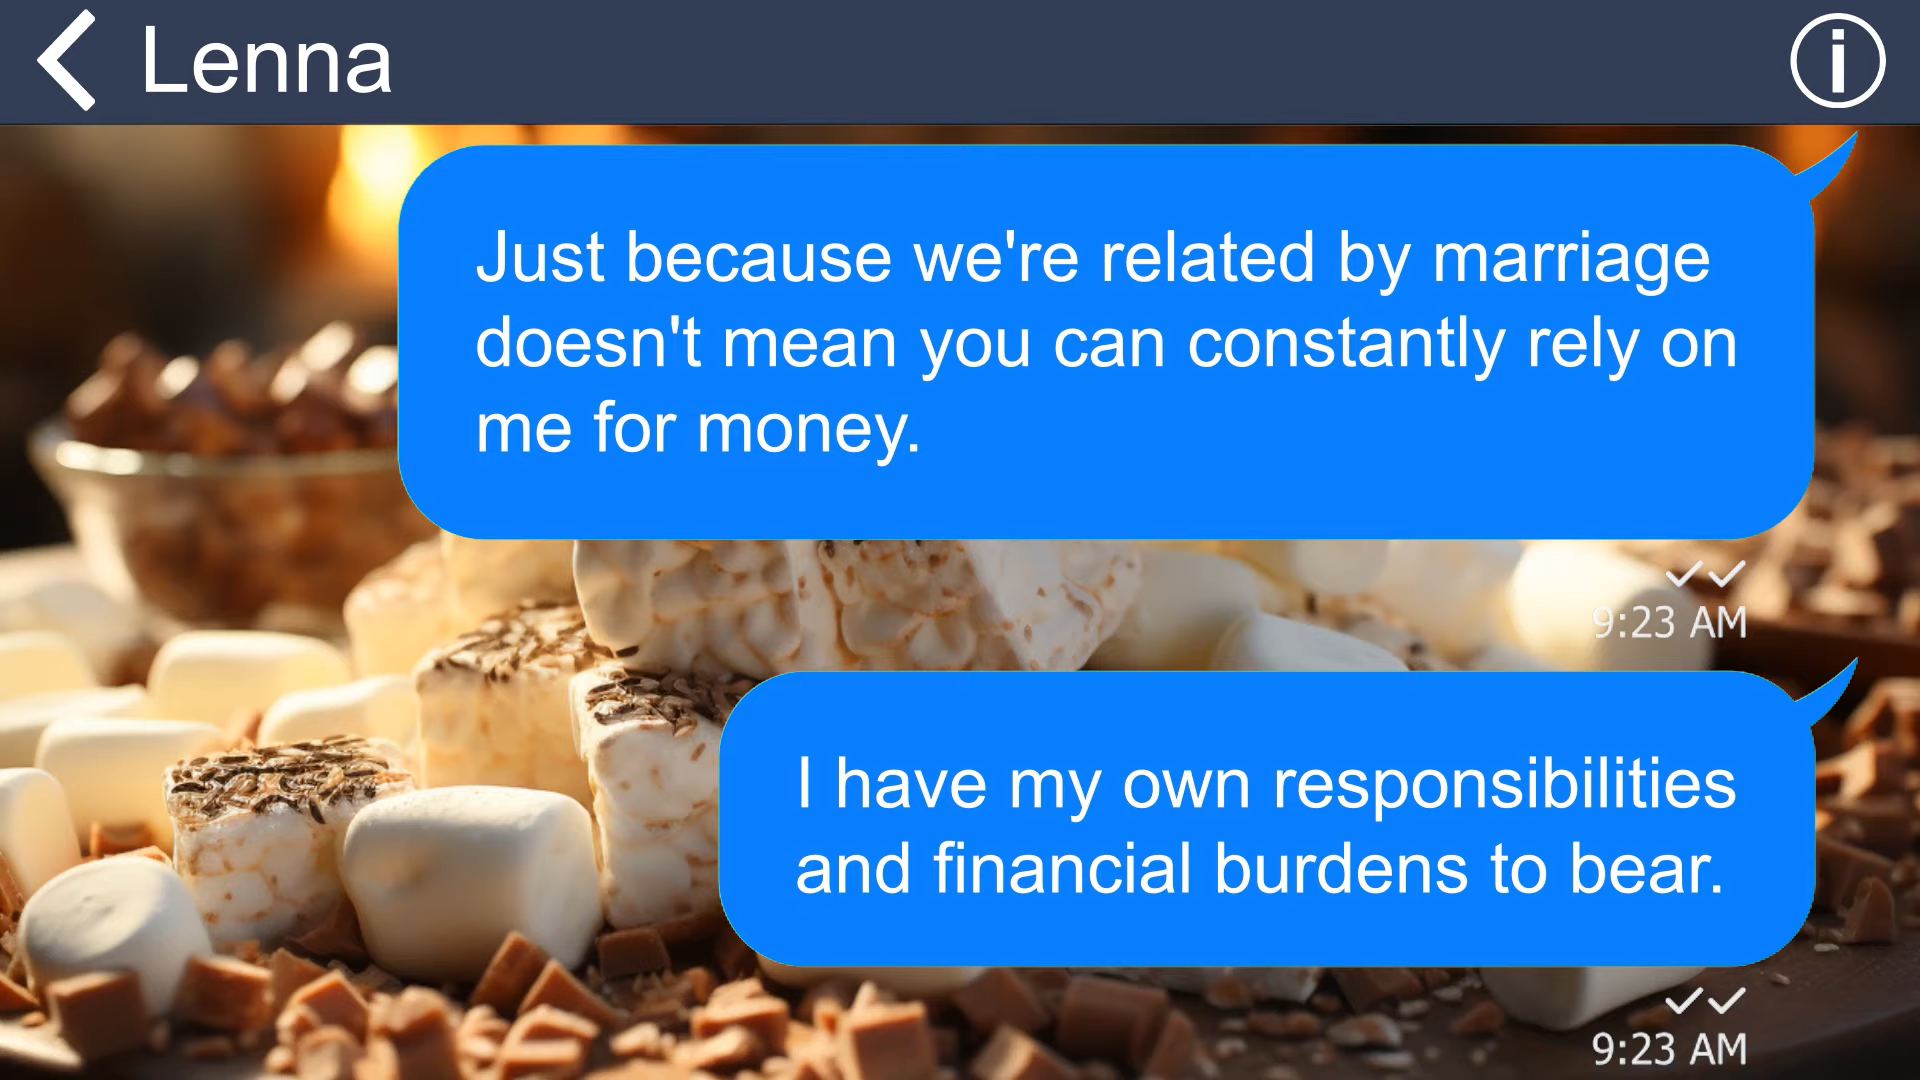 Lenna
Just because we're related by marriage
doesn't mean you can constantly rely on
me for money.
9:23 AM
I have my own responsibilities
and financial burdens to bear.
9:23 AM